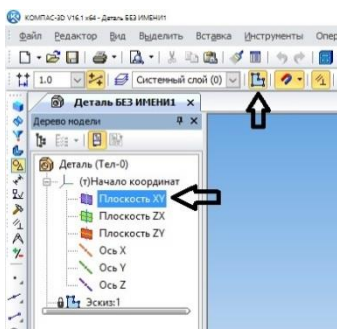 КОМПАС-3D V16.1 x64 - Деталь БЕЗ ИМЕНИ1
Файл Редактор Вид Выделить Вставка Инструменты Опер
1.0 Системный слой (0)
Деталь БЕЗ ИМЕНИ1
Дерево модели
Деталь (Тел-0)
(т)Начало координат
Плоскость XY
Плоскость ZX
Плоскость ZY
Ось X
Ось Y
Ось Z
Эскиз:1